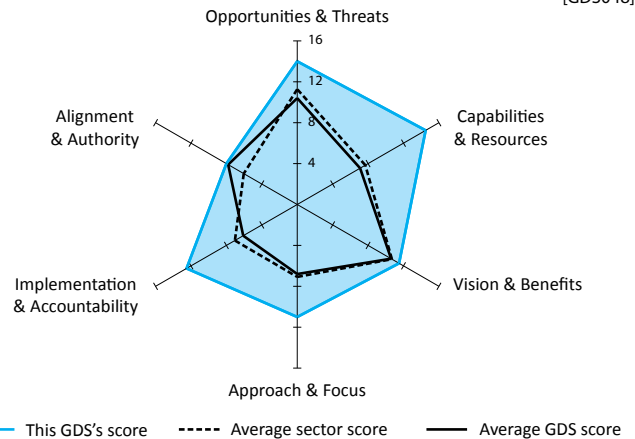 Opportunities & Threats
16
12
8
4
Alignment
& Authority
Capabilities
& Resources
Implementation
& Accountability
Vision & Benefits
Approach & Focus
This GDS's score
Average sector score
Average GDS score